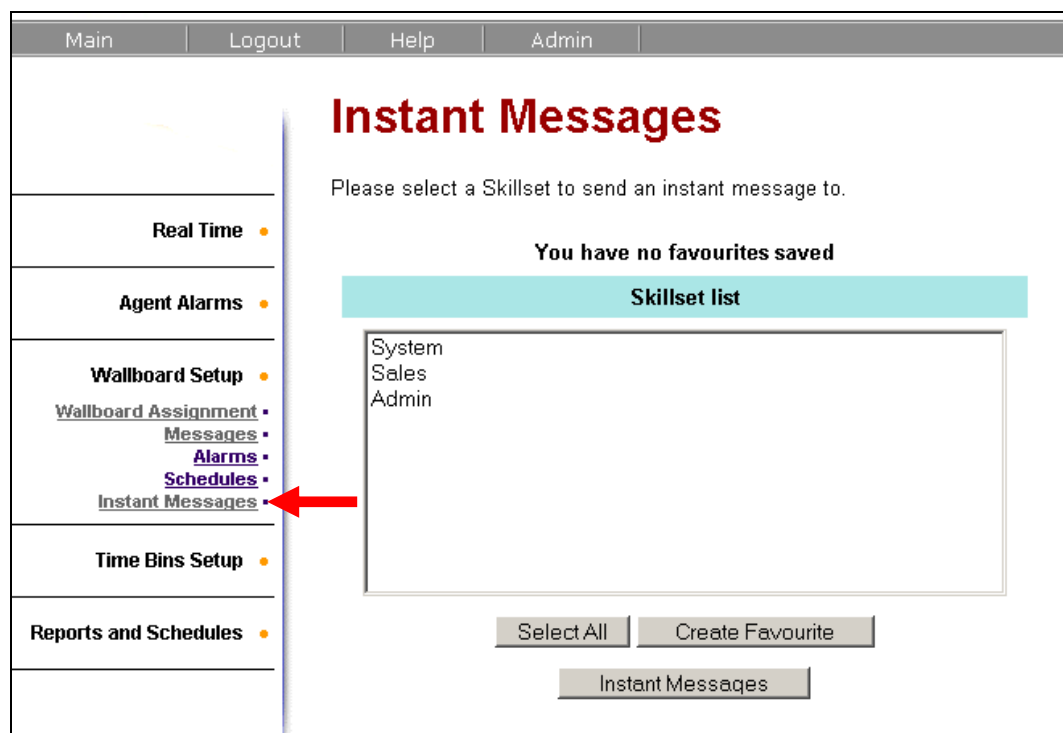 Main Logout Help Admin
Real Time
Agent Alarms
Wallboard Setup
Wallboard Assignment
Messages
Alarms
Schedules
Instant Messages
Time Bins Setup
Reports and Schedules
Instant Messages
Please select a Skillset to send an instant message to.
You have no favourites saved
Skillset list
System
Sales
Admin
Select All Create Favourite
Instant Messages